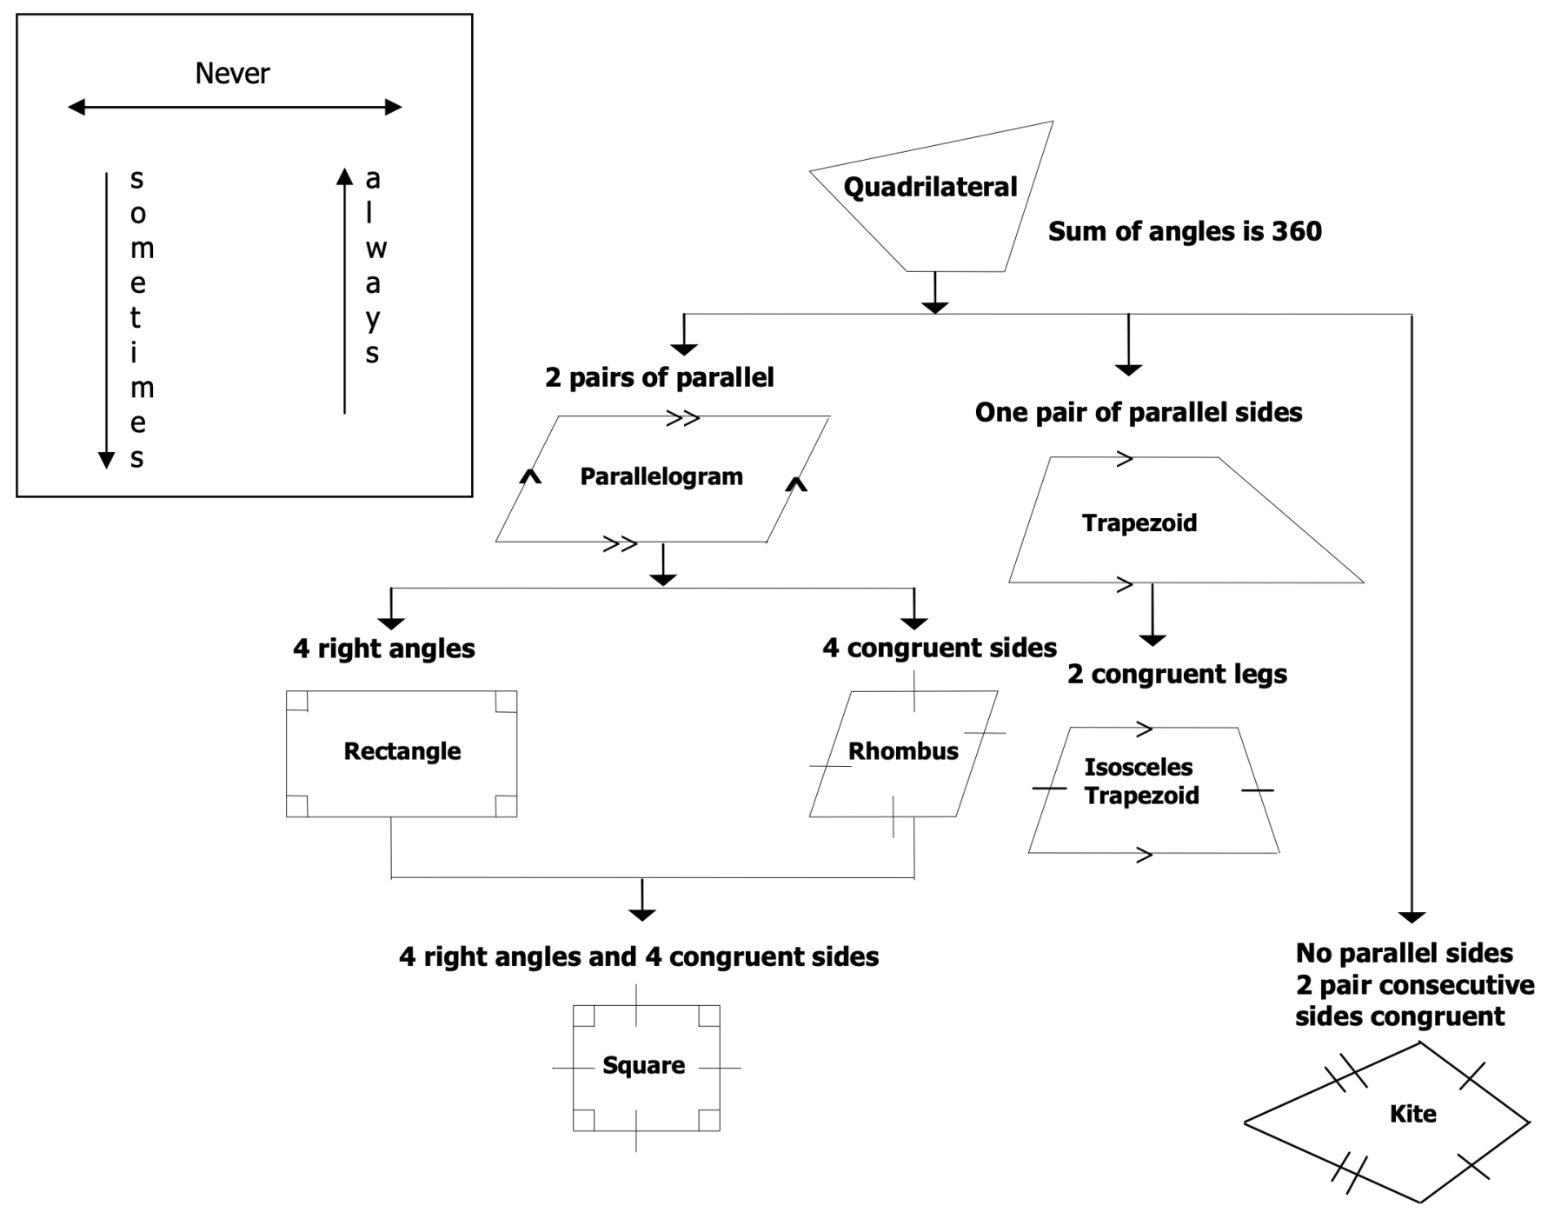 Never
sometimes
always
Quadrilateral
Sum of angles is 360
2 pairs of parallel
Parallelogram
One pair of parallel sides
Trapezoid
4 right angles
Rectangle
4 congruent sides
Rhombus
2 congruent legs
Isosceles
Trapezoid
4 right angles and 4 congruent sides
Square
No parallel sides
2 pair consecutive
sides congruent
Kite